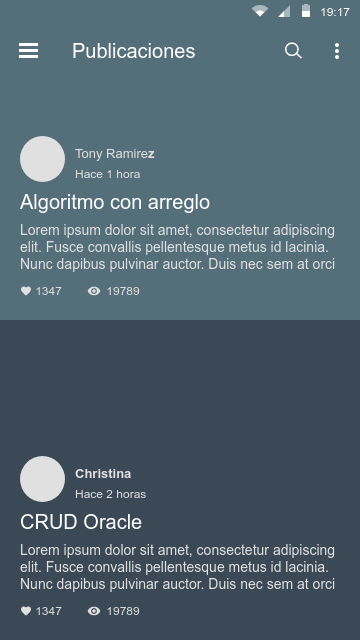 19:17
Publicaciones
Tony Ramirez
Hace 1 hora
Algoritmo con arreglo
Lorem ipsum dolor sit amet, consectetur adipiscing
elit. Fusce convallis pellentesque metus id lacinia.
Nunc dapibus pulvinar auctor. Duis nec sem at orci
1347 19789
Christina
Hace 2 horas
CRUD Oracle
Lorem ipsum dolor sit amet, consectetur adipiscing
elit. Fusce convallis pellentesque metus id lacinia.
Nunc dapibus pulvinar auctor. Duis nec sem at orci
1347 19789